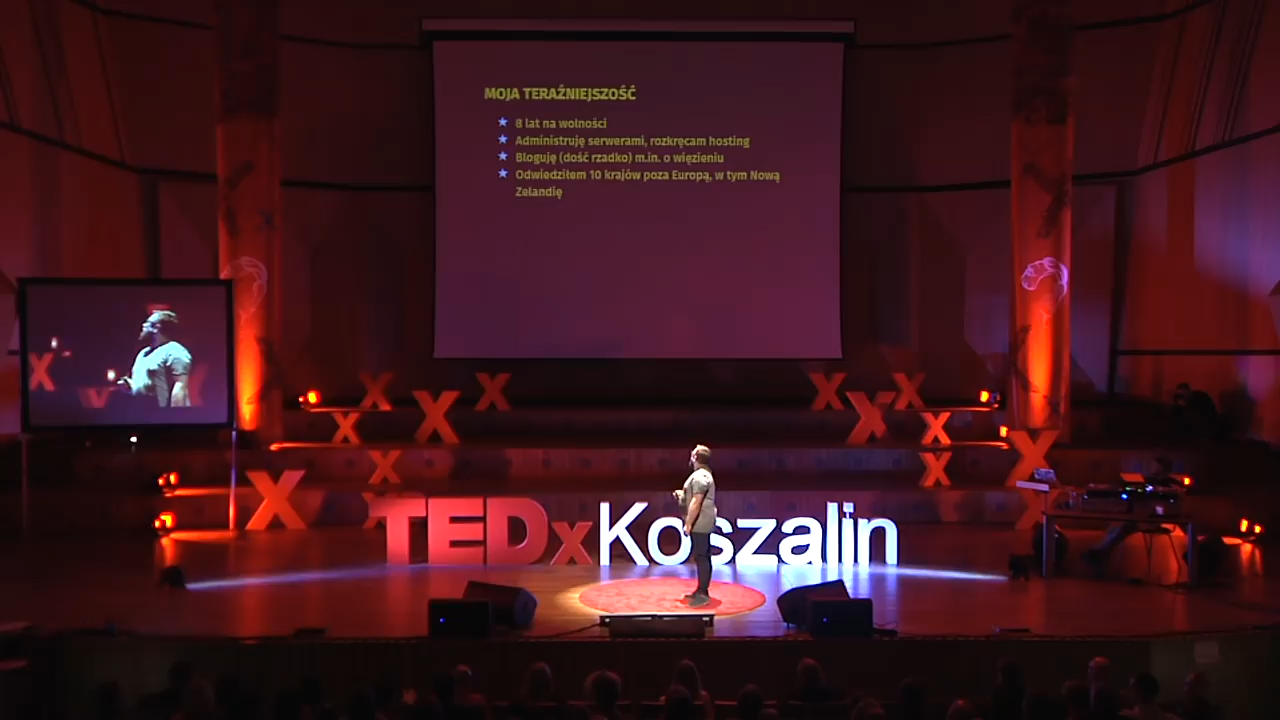 MOJA TERAŹNIEJSZOŚĆ
8 lat na wolności
Administruję serwerami, rozkręcam hosting
Bloguję (dość rzadko) m.in. o więzieniu
Odwiedziłem 10 krajów poza Europą, w tym Nową
Zelandię
TEDxKoszalin